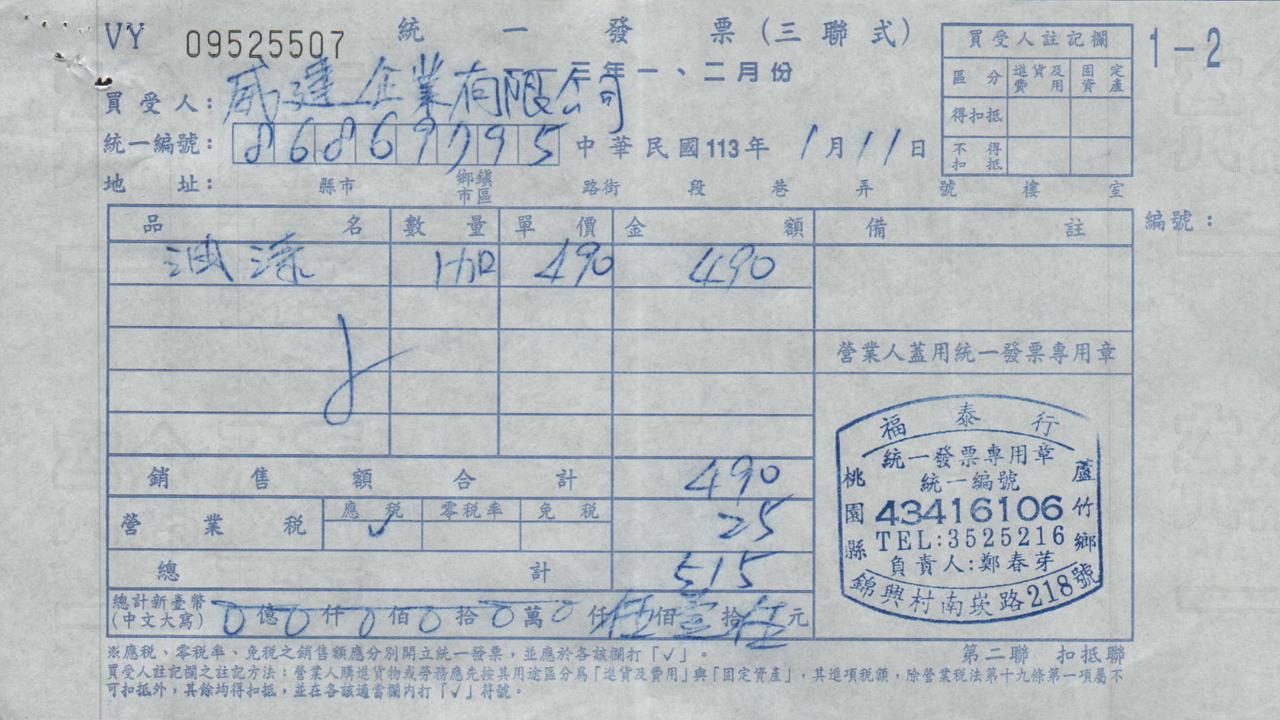 VY 09525507 統一發票(三聯式)
三年一、二月份
買受人: 威達企業有限公司
統一編號: 86869795 中華民國113年1月11日
地址: 縣市 鄉鎮市區 路街 段 巷 弄 號 樓 室
買受人註記欄
區分 進貨及費用 固定資產
得扣抵
不得扣抵
1-2
編號:
品名 數量 單價 金額 備註
油漆 490 490
營業人蓋用統一發票專用章
銷售額合計 490
營業稅 應稅 ✓ 零稅率 免稅 25
總計 515
總計新臺幣(中文大寫) 0億0仟0佰0拾0萬0仟伍佰壹拾伍元
福泰行
統一發票專用章
統一編號
43416106
TEL:3525216
負責人:鄭春芽
桃園縣蘆竹鄉
錦興村南崁路218號
※應稅、零稅率、免稅之銷售額應分別開立統一發票,並應於各該欄打「✓」。
第二聯 扣抵聯
買受人註記欄之註記方法:營業人購進貨物或勞務應先按其用途區分為「進貨及費用」與「固定資產」,其進項稅額,除營業稅法第十九條第一項屬不
可扣抵外,其餘均得扣抵,並在各該適當欄內打「✓」符號。